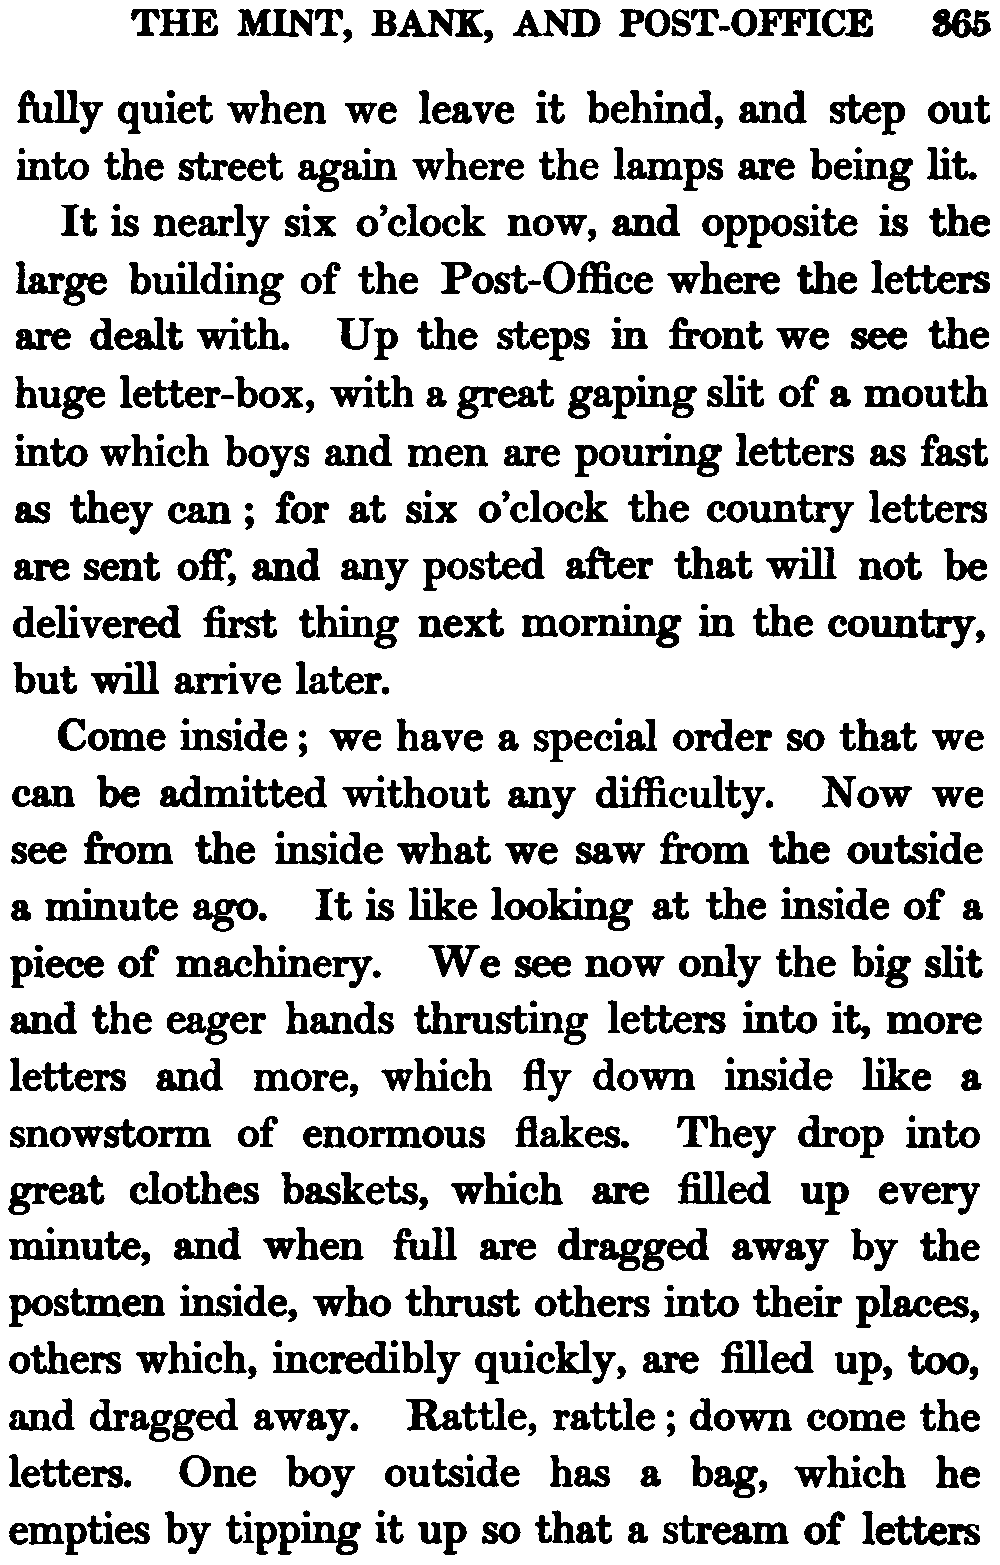 THE MINT, BANK, AND POST-OFFICE 365
fully quiet when we leave it behind, and step out
into the street again where the lamps are being lit.
It is nearly six o'clock now, and opposite is the
large building of the Post-Office where the letters
are dealt with. Up the steps in front we see the
huge letter-box, with a great gaping slit of a mouth
into which boys and men are pouring letters as fast
as they can ; for at six o'clock the country letters
are sent off, and any posted after that will not be
delivered first thing next morning in the country,
but will arrive later.
Come inside ; we have a special order so that we
can be admitted without any difficulty. Now we
see from the inside what we saw from the outside
a minute ago. It is like looking at the inside of a
piece of machinery. We see now only the big slit
and the eager hands thrusting letters into it, more
letters and more, which fly down inside like a
snowstorm of enormous flakes. They drop into
great clothes baskets, which are filled up every
minute, and when full are dragged away by the
postmen inside, who thrust others into their places,
others which, incredibly quickly, are filled up, too,
and dragged away. Rattle, rattle ; down come the
letters. One boy outside has a bag, which he
empties by tipping it up so that a stream of letters